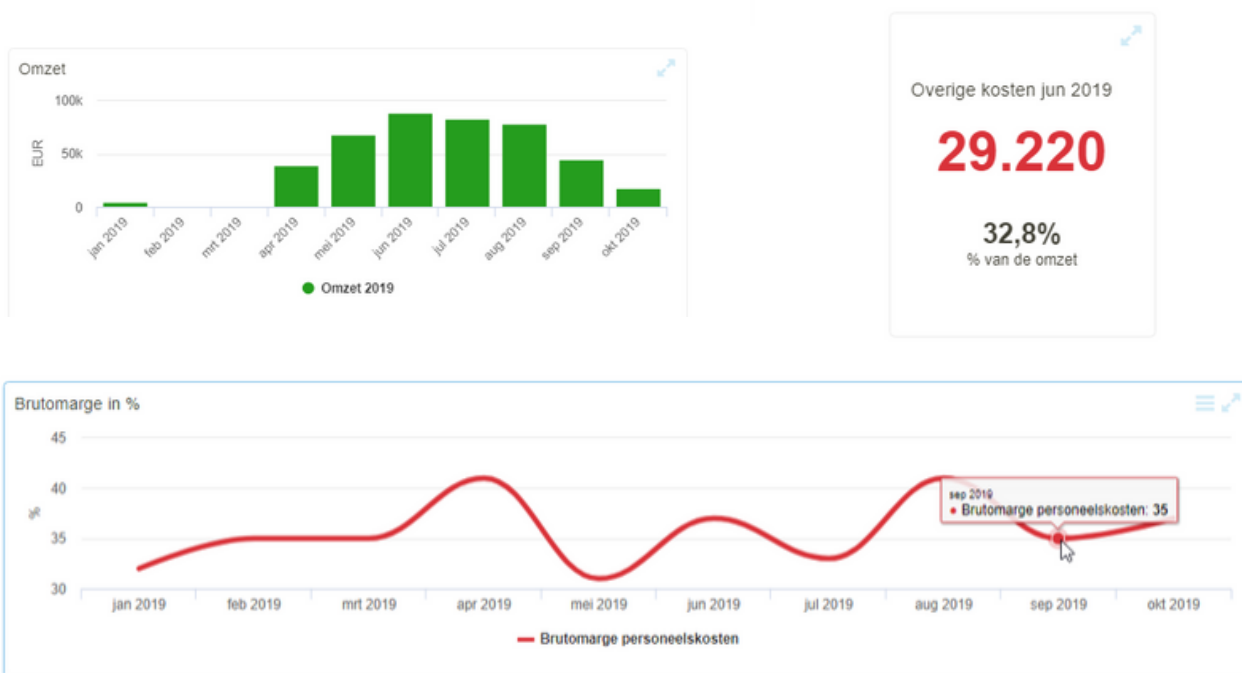 Omzet
100k
EUR
50k
0
jan 2019
feb 2019
mrt 2019
apr 2019
mei 2019
jun 2019
jul 2019
aug 2019
sep 2019
okt 2019
Omzet 2019
Overige kosten jun 2019
29.220
32,8%
% van de omzet
Brutomarge in %
45
40
%
35
30
sep 2019
Brutomarge personeelskosten: 35
jan 2019
feb 2019
mrt 2019
apr 2019
mei 2019
jun 2019
jul 2019
aug 2019
sep 2019
okt 2019
Brutomarge personeelskosten